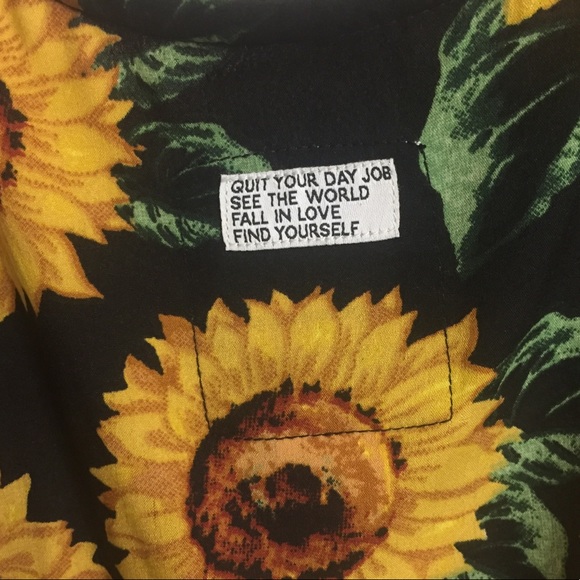 QUIT YOUR DAY JOB
SEE THE WORLD
FALL IN LOVE
FIND YOURSELF